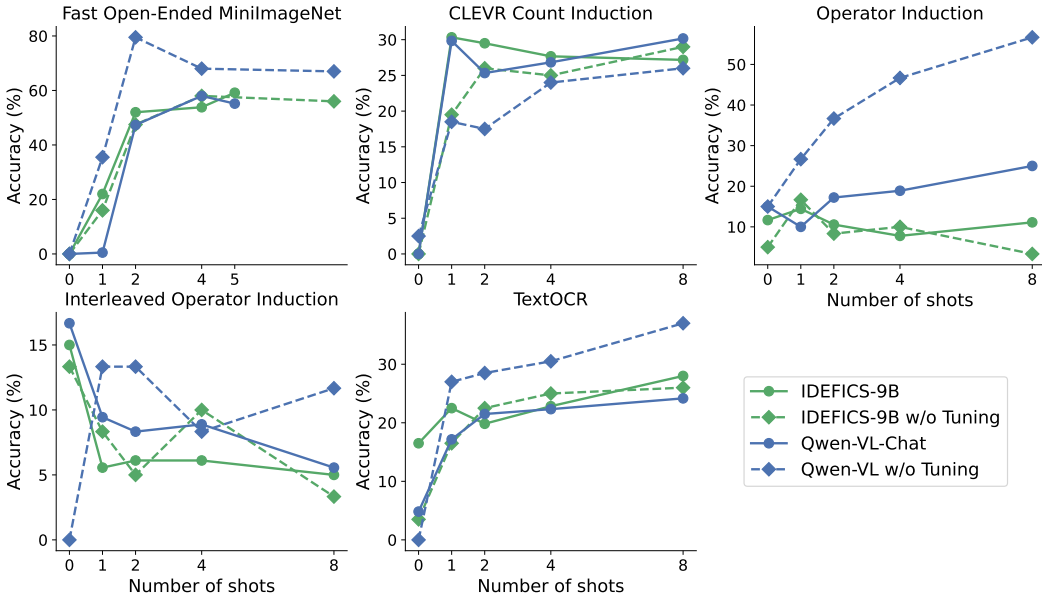 Fast Open-Ended MiniImageNet
Accuracy (%)
80
60
40
20
0
0 1 2 4 5
CLEVR Count Induction
Accuracy (%)
30
25
20
15
10
5
0
0 1 2 4 8
Operator Induction
Accuracy (%)
50
40
30
20
10
0 1 2 4 8
Number of shots
Interleaved Operator Induction
Accuracy (%)
15
10
5
0
0 1 2 4 8
Number of shots
TextOCR
Accuracy (%)
30
20
10
0
0 1 2 4 8
Number of shots
IDEFICS-9B
IDEFICS-9B w/o Tuning
Qwen-VL-Chat
Qwen-VL w/o Tuning